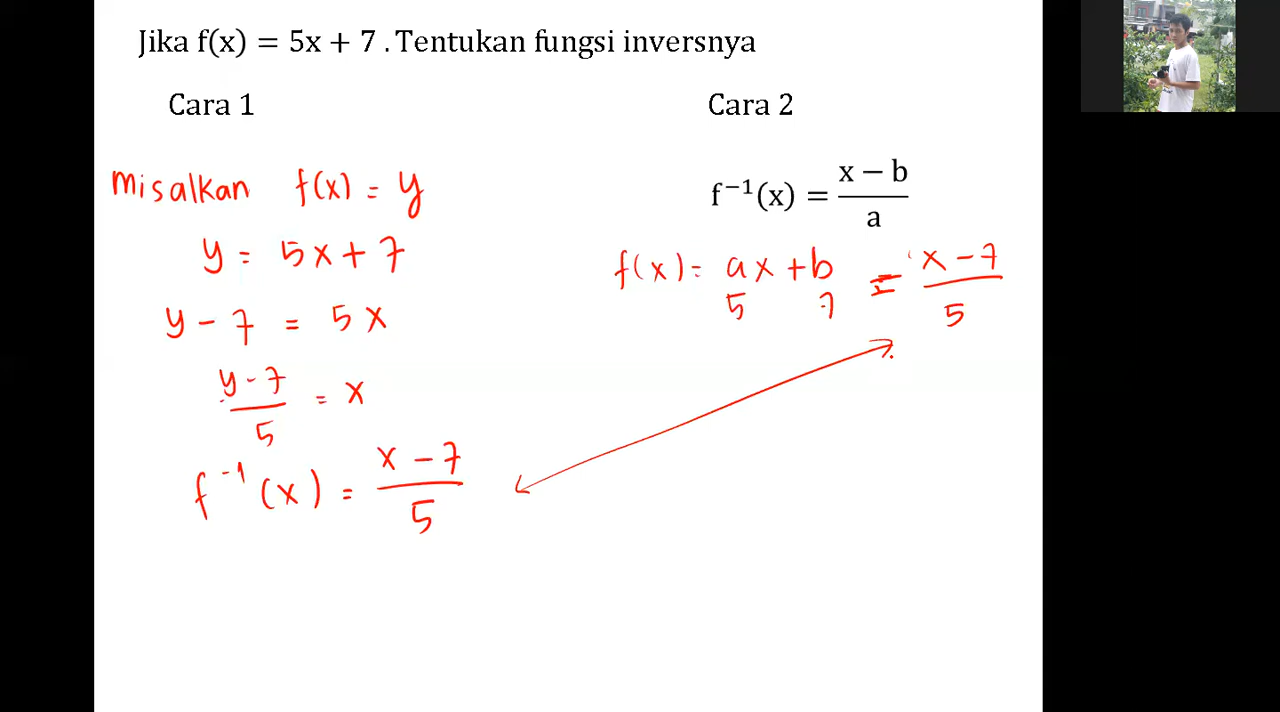 Jika f(x) = 5x + 7 . Tentukan fungsi inversnya
Cara 1
Misalkan f(x) = y
y = 5x + 7
y - 7 = 5x
y - 7 / 5 = x
f⁻¹(x) = x - 7 / 5
Cara 2
f⁻¹(x) = x − b / a
f(x) = ax + b = x - 7 / 5
5 7